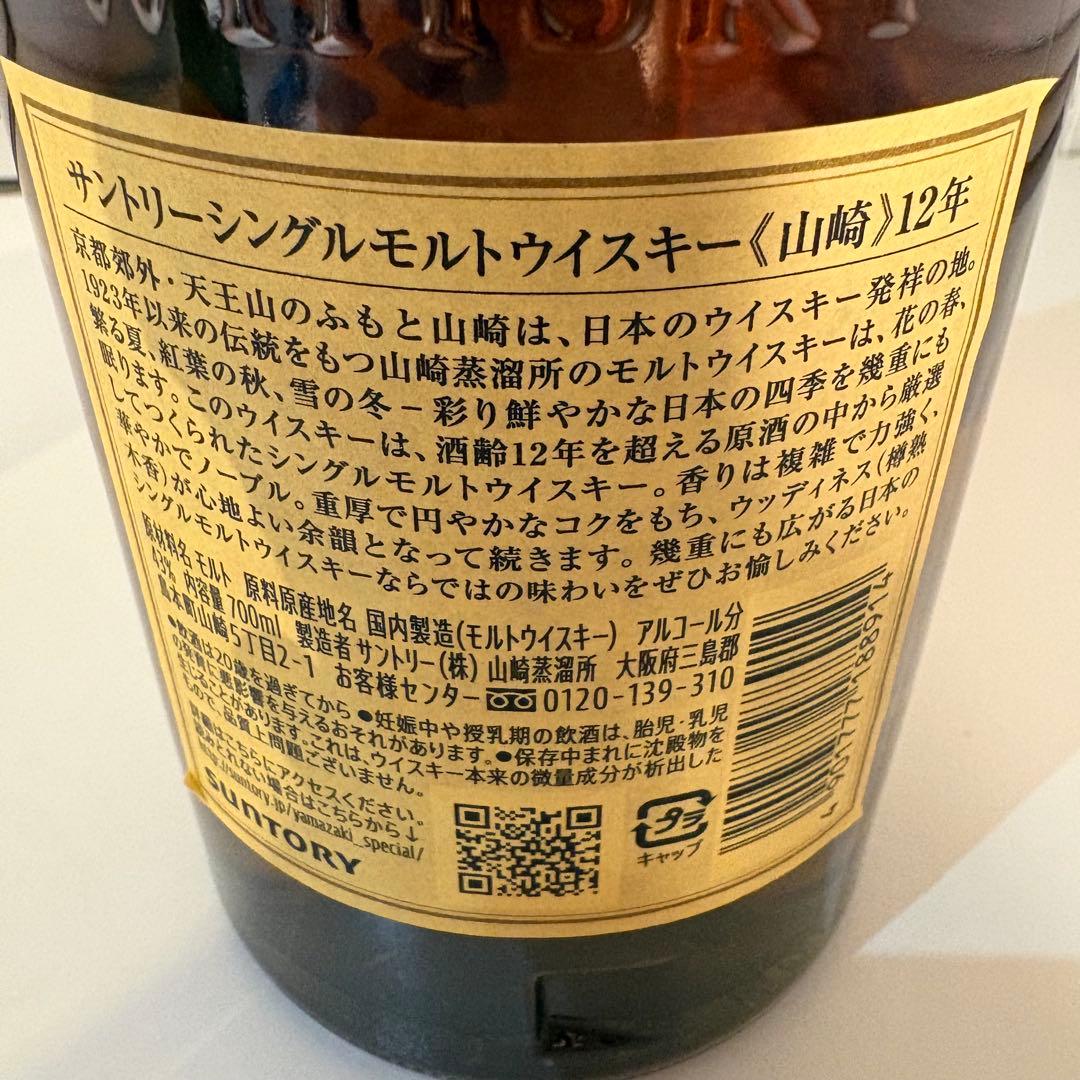 サントリーシングルモルトウイスキー《山崎》12年
京都郊外・天王山のふもと山崎は、日本のウイスキー発祥の地。
1923年以来の伝統をもつ山崎蒸溜所のモルトウイスキーは、花の春、
繁る夏、紅葉の秋、雪の冬－彩り鮮やかな日本の四季を幾重にも
眠ります。このウイスキーは、酒齢12年を超える原酒の中から厳選
してつくられたシングルモルトウイスキー。香りは複雑で力強く、
華やかでノーブル。重厚で円やかなコクをもち、ウッディネス(樽熟
木香)が心地よい余韻となって続きます。幾重にも広がる日本の
シングルモルトウイスキーならではの味わいをぜひお愉しみください。
原材料名 モルト 原料原産地名 国内製造(モルトウイスキー) アルコール分
43% 内容量 700ml 製造者 サントリー(株) 山崎蒸溜所 大阪府三島郡
島本町山崎5丁目2-1 お客様センター 0120-139-310
●飲酒は20歳を過ぎてから ●妊娠中や授乳期の飲酒は、胎児・乳児
の発育に悪影響を与えるおそれがあります。●保存中まれに沈殿物を
生じることがあります。これは、ウイスキー本来の微量成分が析出した
もので、品質上問題ございません。
詳細はこちらにアクセスください。
読みとれない場合はこちらから↓
http://suntory.jp/yamazaki_special/
SUNTORY
プラ
キャップ
4 901777 188617 4